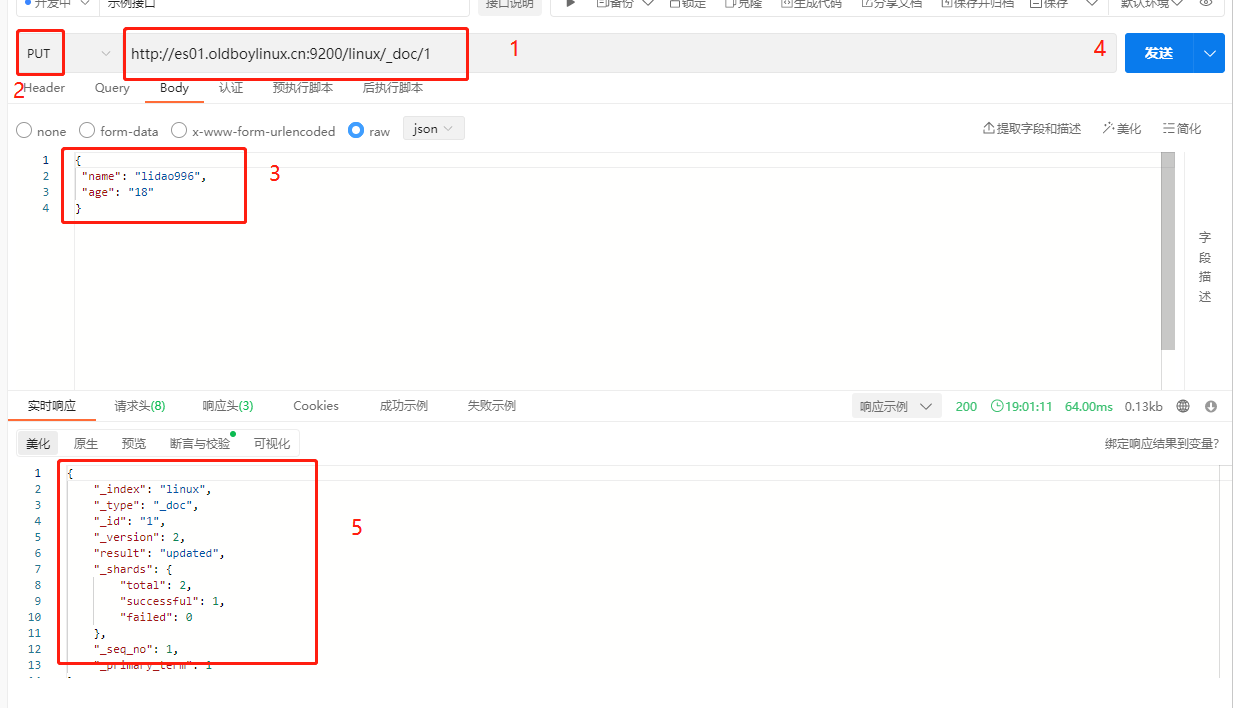 开发中 示例接口 接口说明 备份 锁定 克隆 生成代码 分享文档 保存并归档 保存 默认环境
PUT http://es01.oldboylinux.cn:9200/linux/_doc/1 1 4 发送
2 Header Query Body 认证 预执行脚本 后执行脚本
none form-data x-www-form-urlencoded raw json 提取字段和描述 美化 简化
1 {
2 "name": "lidao996",
3 "age": "18"
4 }
3
字
段
描
述
实时响应 请求头(8) 响应头(3) Cookies 成功示例 失败示例 响应示例 200 19:01:11 64.00ms 0.13kb
美化 原生 预览 断言与校验 可视化 绑定响应结果到变量?
1 {
2 "_index": "linux",
3 "_type": "_doc",
4 "_id": "1",
5 "_version": 2,
6 "result": "updated",
7 "_shards": {
8 "total": 2,
9 "successful": 1,
10 "failed": 0
11 },
12 "_seq_no": 1,
13 "_primary_term": 1
5